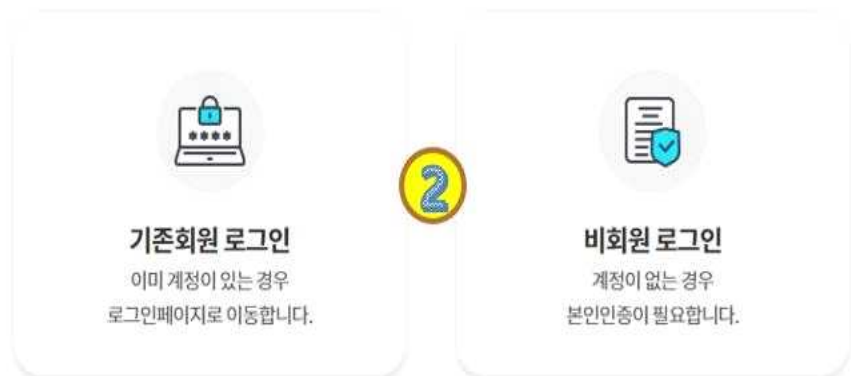 기존회원 로그인
이미 계정이 있는 경우
로그인페이지로 이동합니다.
2
비회원 로그인
계정이 없는 경우
본인인증이 필요합니다.